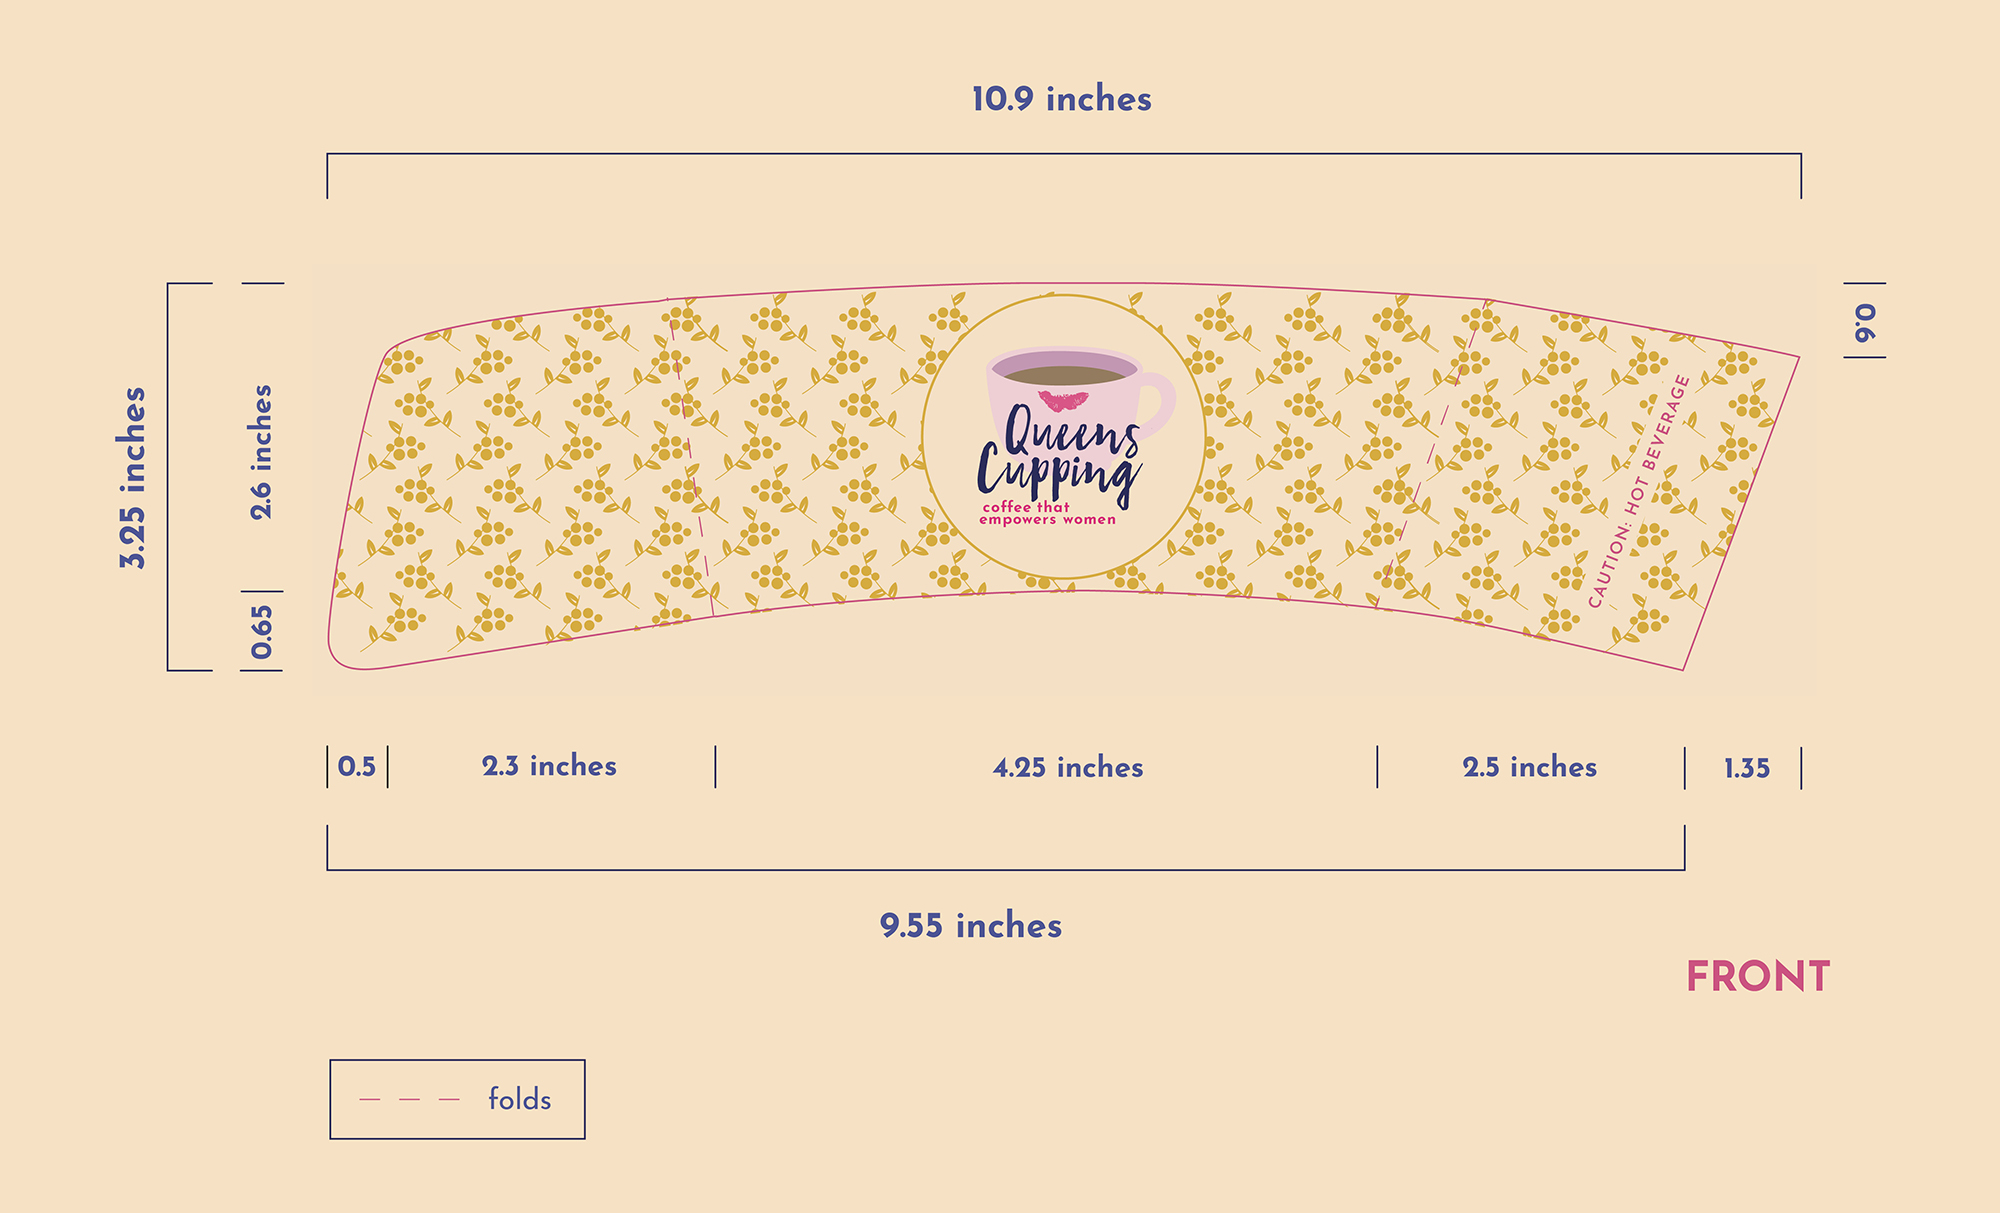 10.9 inches
3.25 inches
2.6 inches
0.65
0.6
Queens
Cupping
coffee that
empowers women
CAUTION: HOT BEVERAGE
0.5
2.3 inches
4.25 inches
2.5 inches
1.35
9.55 inches
FRONT
folds